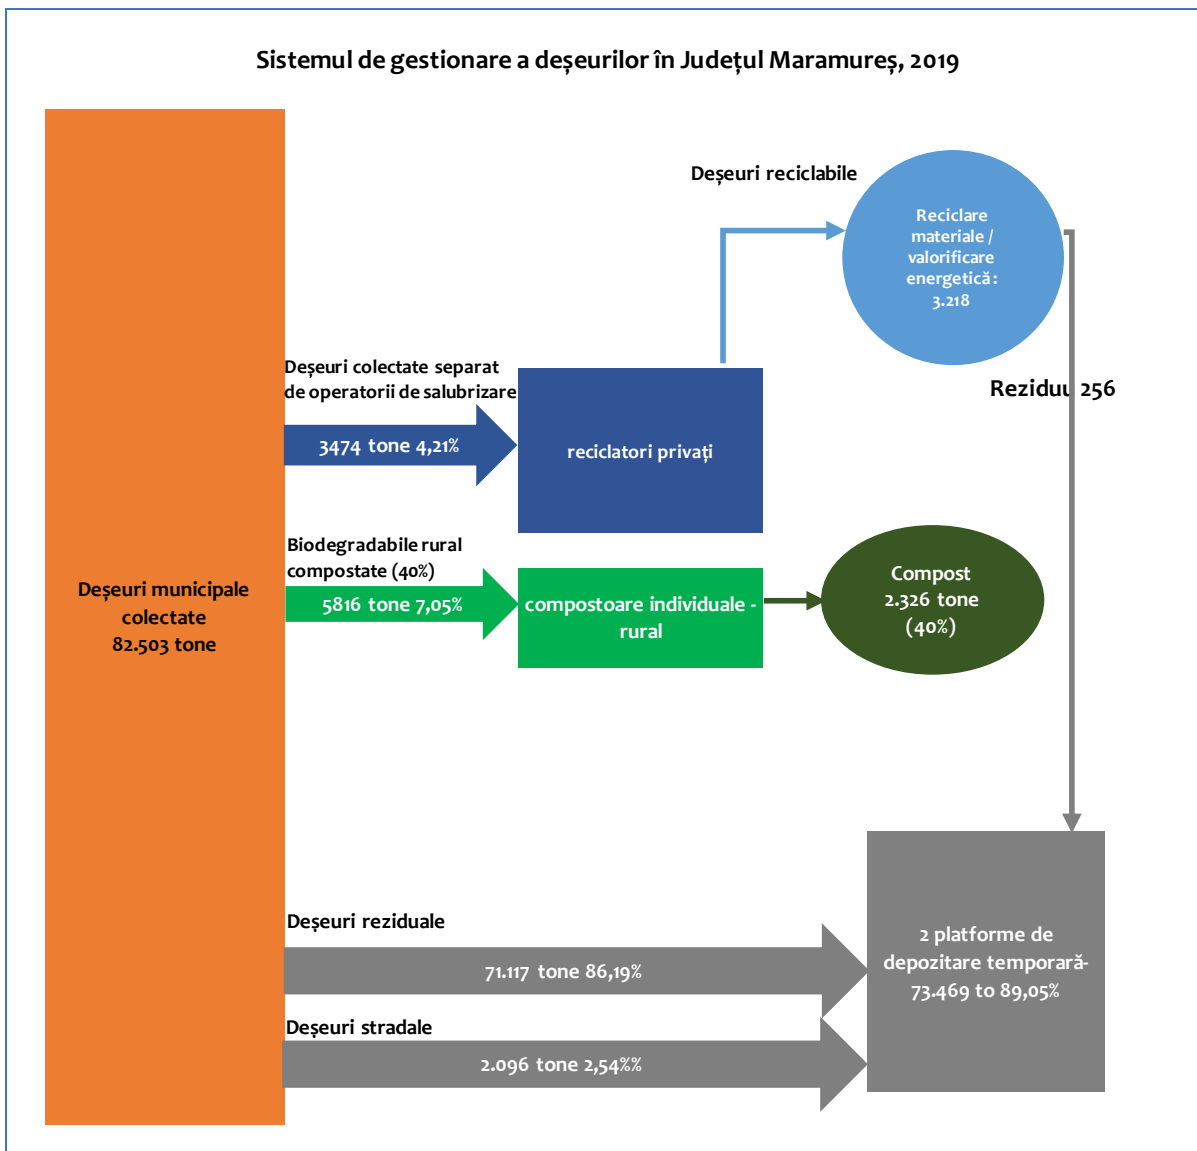 Sistemul de gestionare a deșeurilor în Județul Maramureș, 2019
Deșeuri reciclabile
Reciclare
materiale /
valorificare
energetică :
3.218
Deșeuri colectate separat
de operatorii de salubrizare
3474 tone 4,21%
reciclatori privați
Reziduu 256
Biodegradabile rural
compostate (40%)
5816 tone 7,05%
compostoare individuale -
rural
Compost
2.326 tone
(40%)
Deșeuri municipale
colectate
82.503 tone
Deșeuri reziduale
71.117 tone 86,19%
2 platforme de
depozitare temporară-
73.469 to 89,05%
Deșeuri stradale
2.096 tone 2,54%%